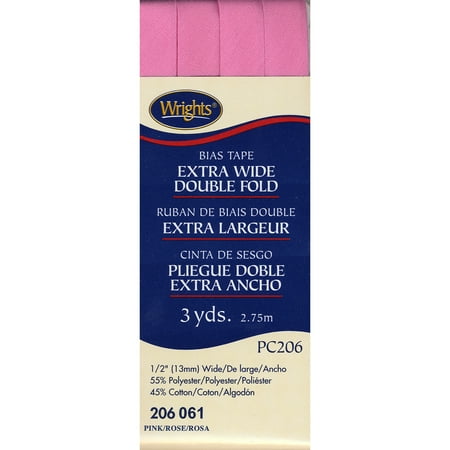 Wrights®
BIAS TAPE
EXTRA WIDE
DOUBLE FOLD
RUBAN DE BIAIS DOUBLE
EXTRA LARGEUR
CINTA DE SESGO
PLIEGUE DOBLE
EXTRA ANCHO
3 yds. 2.75m
PC206
1/2" (13mm) Wide/De large/Ancho
55% Polyester/Polyester/Poliéster
45% Cotton/Coton/Algodón
206 061
PINK/ROSE/ROSA